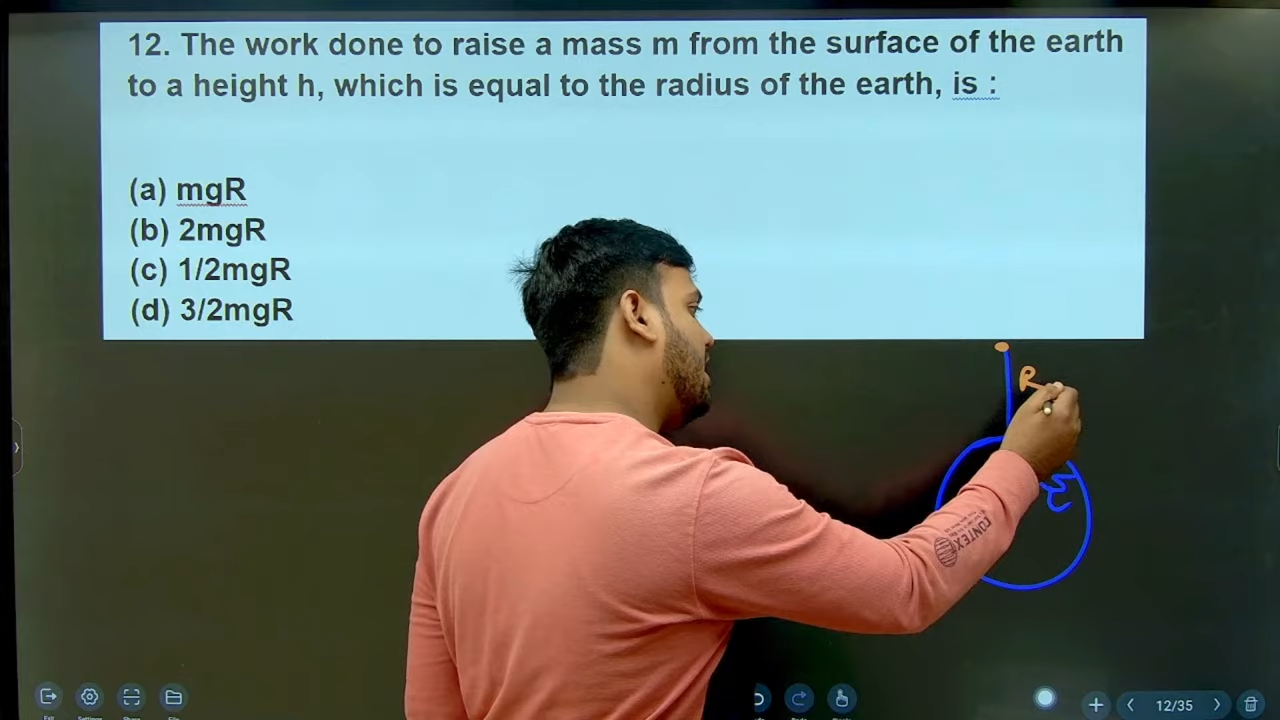 12. The work done to raise a mass m from the surface of the earth
to a height h, which is equal to the radius of the earth, is :
(a) mgR
(b) 2mgR
(c) 1/2mgR
(d) 3/2mgR
R
CONTEXT
12/35